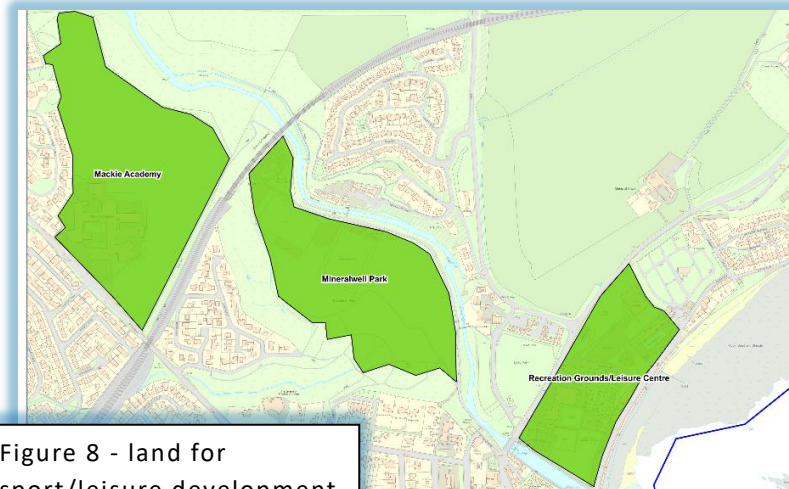 Mackie Academy
Mineralwell Park
Recreation Grounds/Leisure Centre
Figure 8 - land for
sport/leisure development